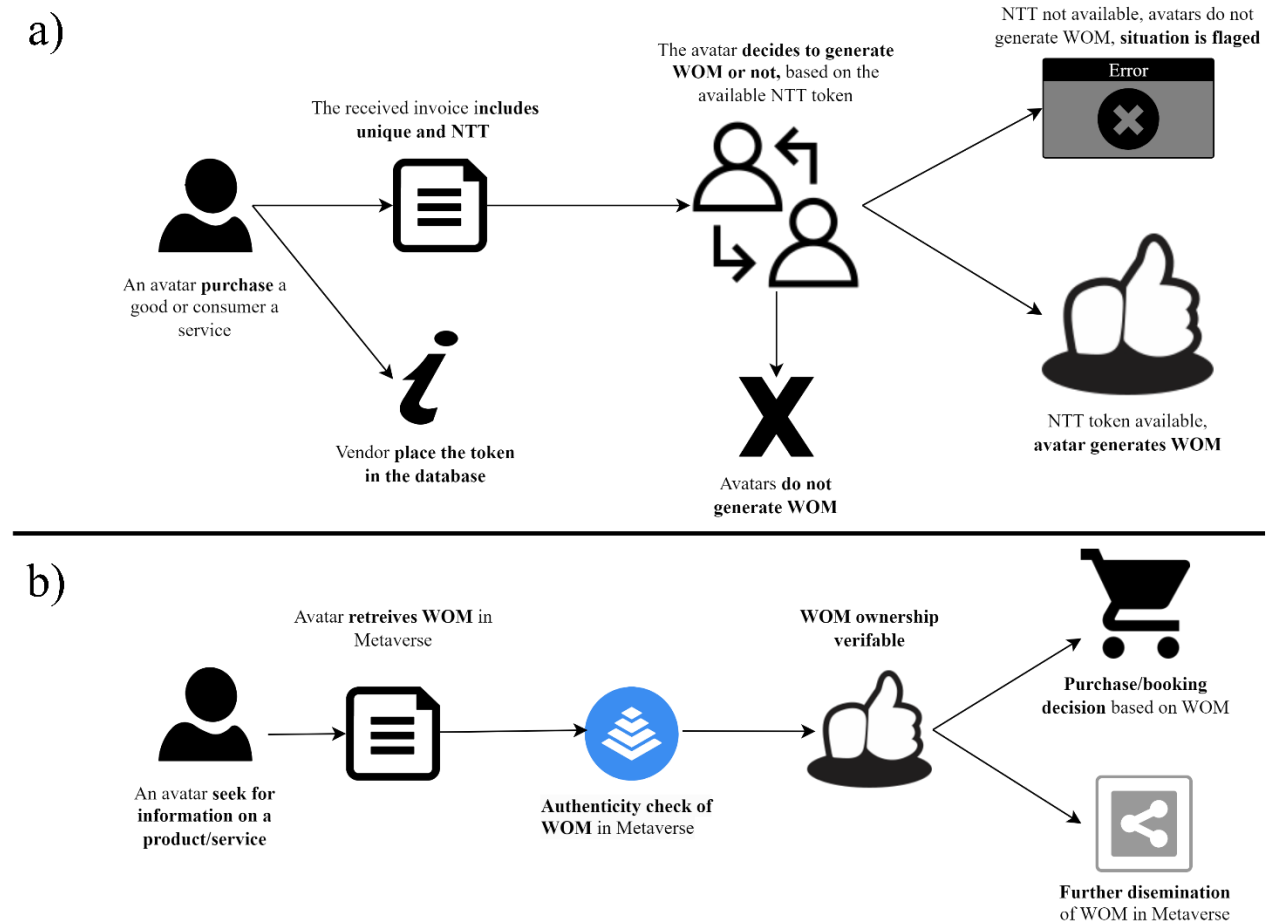 a)
NTT not available, avatars do not
generate WOM, situation is flaged
Error
The avatar decides to generate
WOM or not, based on the
available NTT token
The received invoice includes
unique and NTT
An avatar purchase a
good or consumer a
service
Vendor place the token
in the database
Avatars do not
generate WOM
NTT token available,
avatar generates WOM
b)
Avatar retreives WOM in
Metaverse
WOM ownership
verifable
An avatar seek for
information on a
product/service
Authenticity check of
WOM in Metaverse
Purchase/booking
decision based on WOM
Further disemination
of WOM in Metaverse